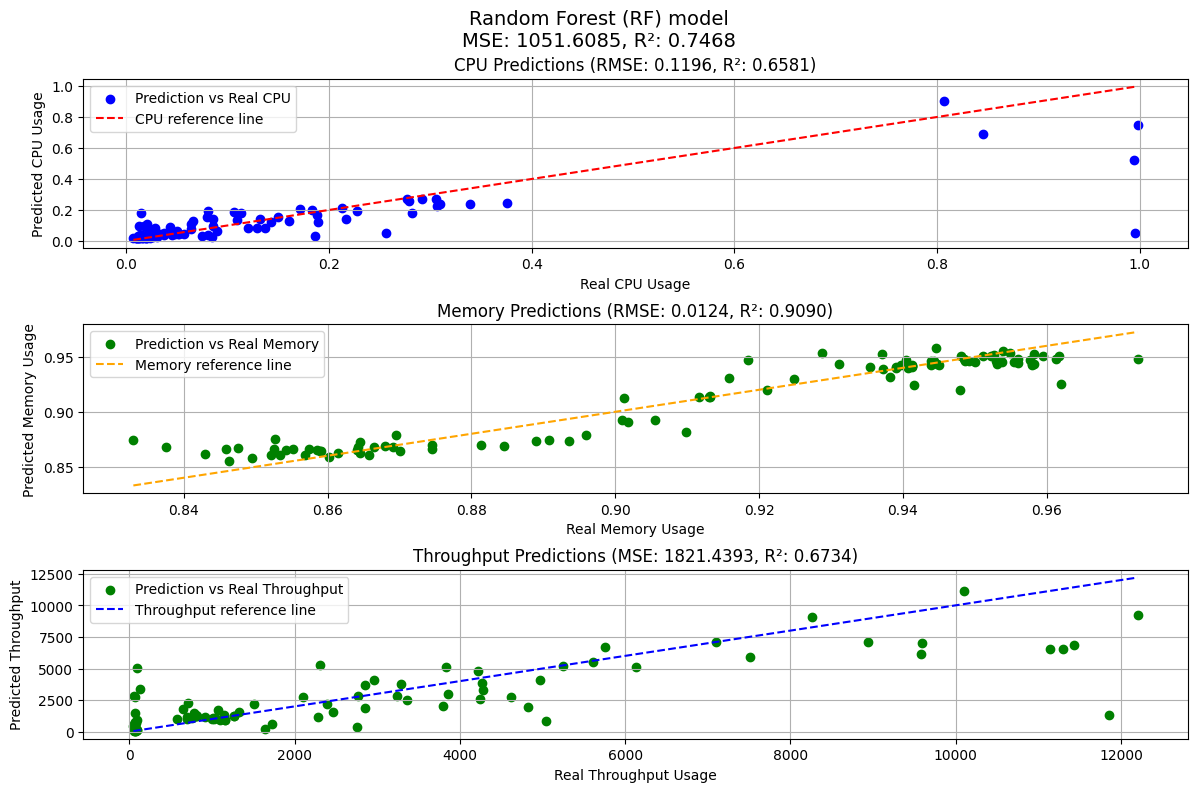 Random Forest (RF) model
MSE: 1051.6085, R²: 0.7468
CPU Predictions (RMSE: 0.1196, R²: 0.6581)
Predicted CPU Usage
1.0
0.8
0.6
0.4
0.2
0.0
Prediction vs Real CPU
CPU reference line
0.0 0.2 0.4 0.6 0.8 1.0
Real CPU Usage
Memory Predictions (RMSE: 0.0124, R²: 0.9090)
Predicted Memory Usage
0.95
0.90
0.85
Prediction vs Real Memory
Memory reference line
0.84 0.86 0.88 0.90 0.92 0.94 0.96
Real Memory Usage
Throughput Predictions (MSE: 1821.4393, R²: 0.6734)
Predicted Throughput
12500
10000
7500
5000
2500
0
Prediction vs Real Throughput
Throughput reference line
0 2000 4000 6000 8000 10000 12000
Real Throughput Usage